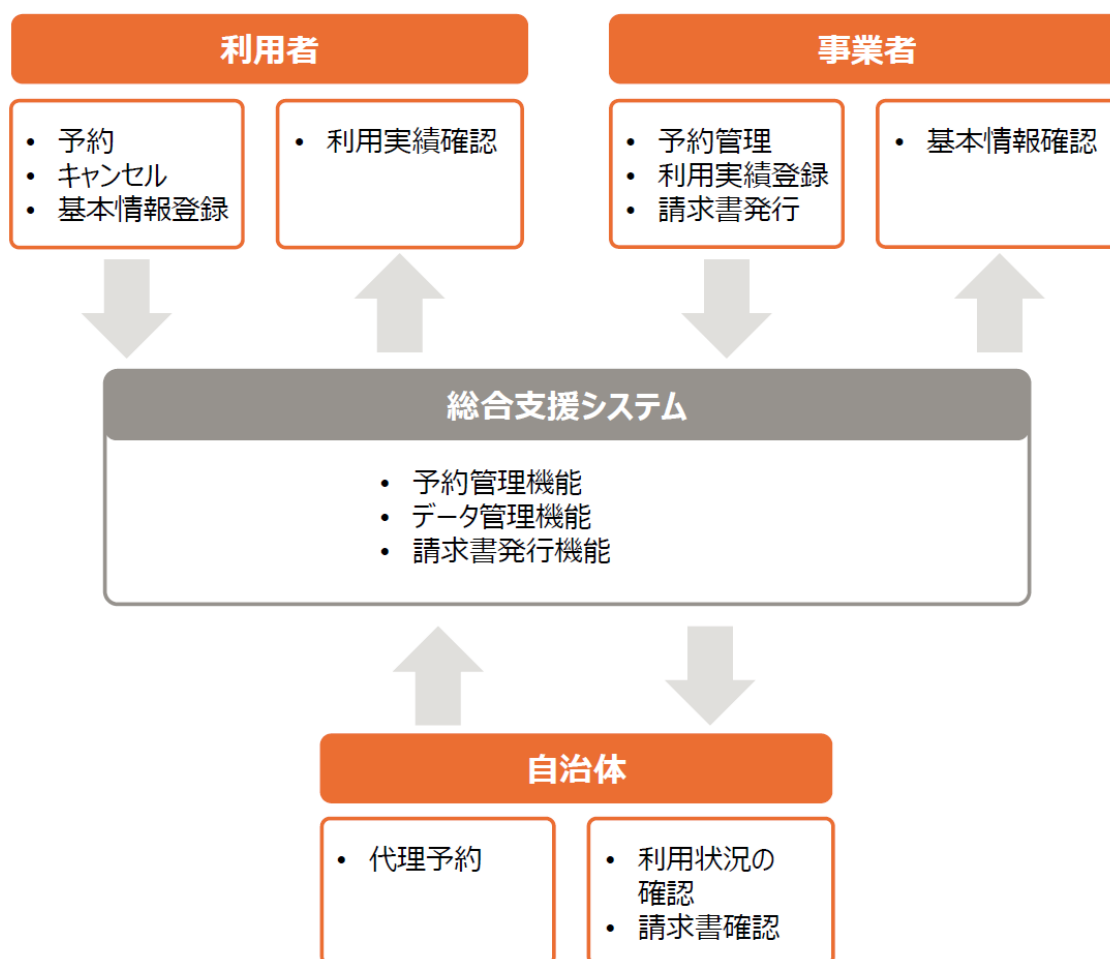 利用者
• 予約
• キャンセル
• 基本情報登録
• 利用実績確認
事業者
• 予約管理
• 利用実績登録
• 請求書発行
• 基本情報確認
総合支援システム
• 予約管理機能
• データ管理機能
• 請求書発行機能
自治体
• 代理予約
• 利用状況の
確認
• 請求書確認